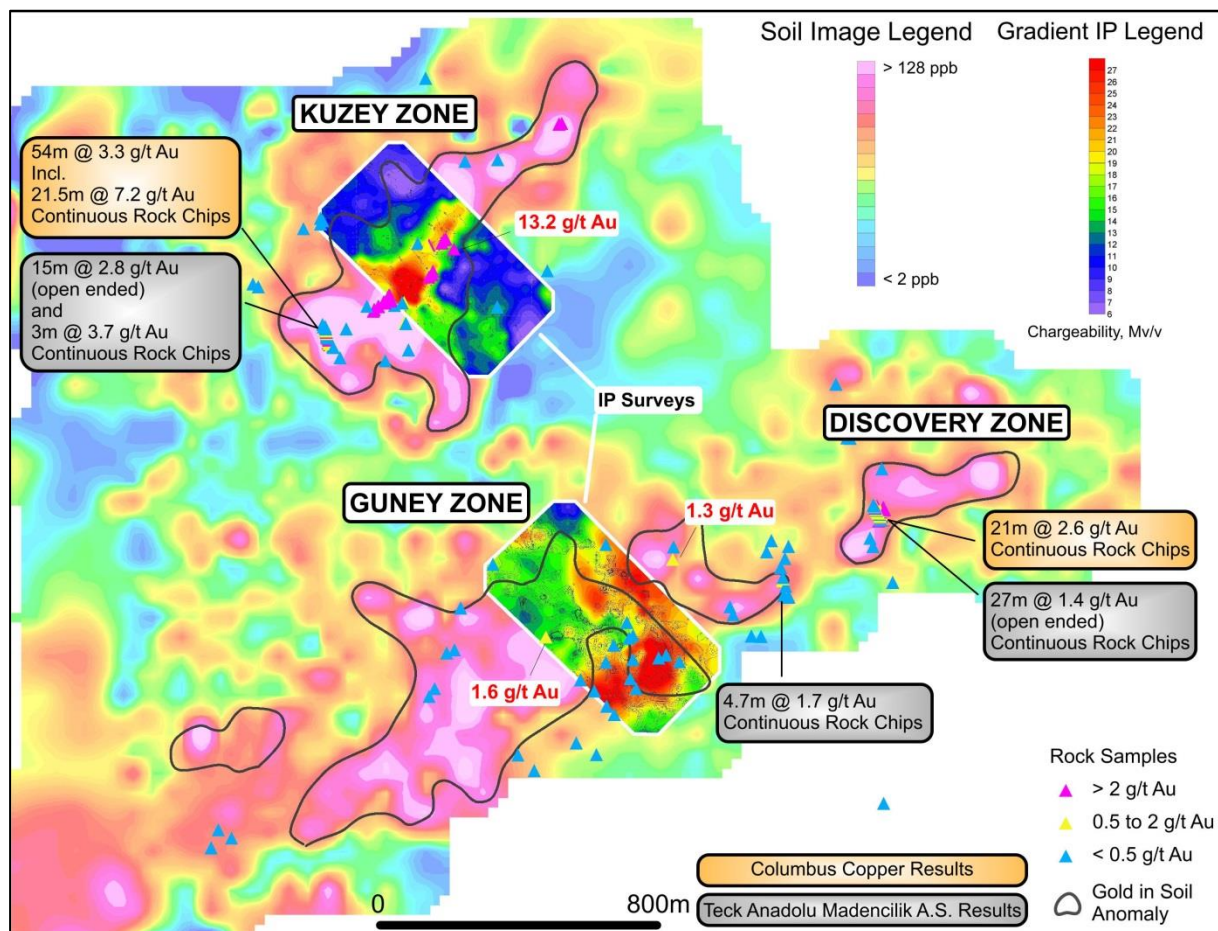 Soil Image Legend
> 128 ppb
< 2 ppb
Gradient IP Legend
27
26
25
24
23
22
21
20
19
18
17
16
15
14
13
12
11
10
9
8
7
6
Chargeability, Mv/v
KUZEY ZONE
54m @ 3.3 g/t Au
Incl.
21.5m @ 7.2 g/t Au
Continuous Rock Chips
15m @ 2.8 g/t Au
(open ended)
and
3m @ 3.7 g/t Au
Continuous Rock Chips
13.2 g/t Au
IP Surveys
DISCOVERY ZONE
GUNEY ZONE
1.3 g/t Au
21m @ 2.6 g/t Au
Continuous Rock Chips
27m @ 1.4 g/t Au
(open ended)
Continuous Rock Chips
1.6 g/t Au
4.7m @ 1.7 g/t Au
Continuous Rock Chips
Rock Samples
> 2 g/t Au
0.5 to 2 g/t Au
< 0.5 g/t Au
Gold in Soil
Anomaly
Columbus Copper Results
Teck Anadolu Madencilik A.S. Results
0 800m